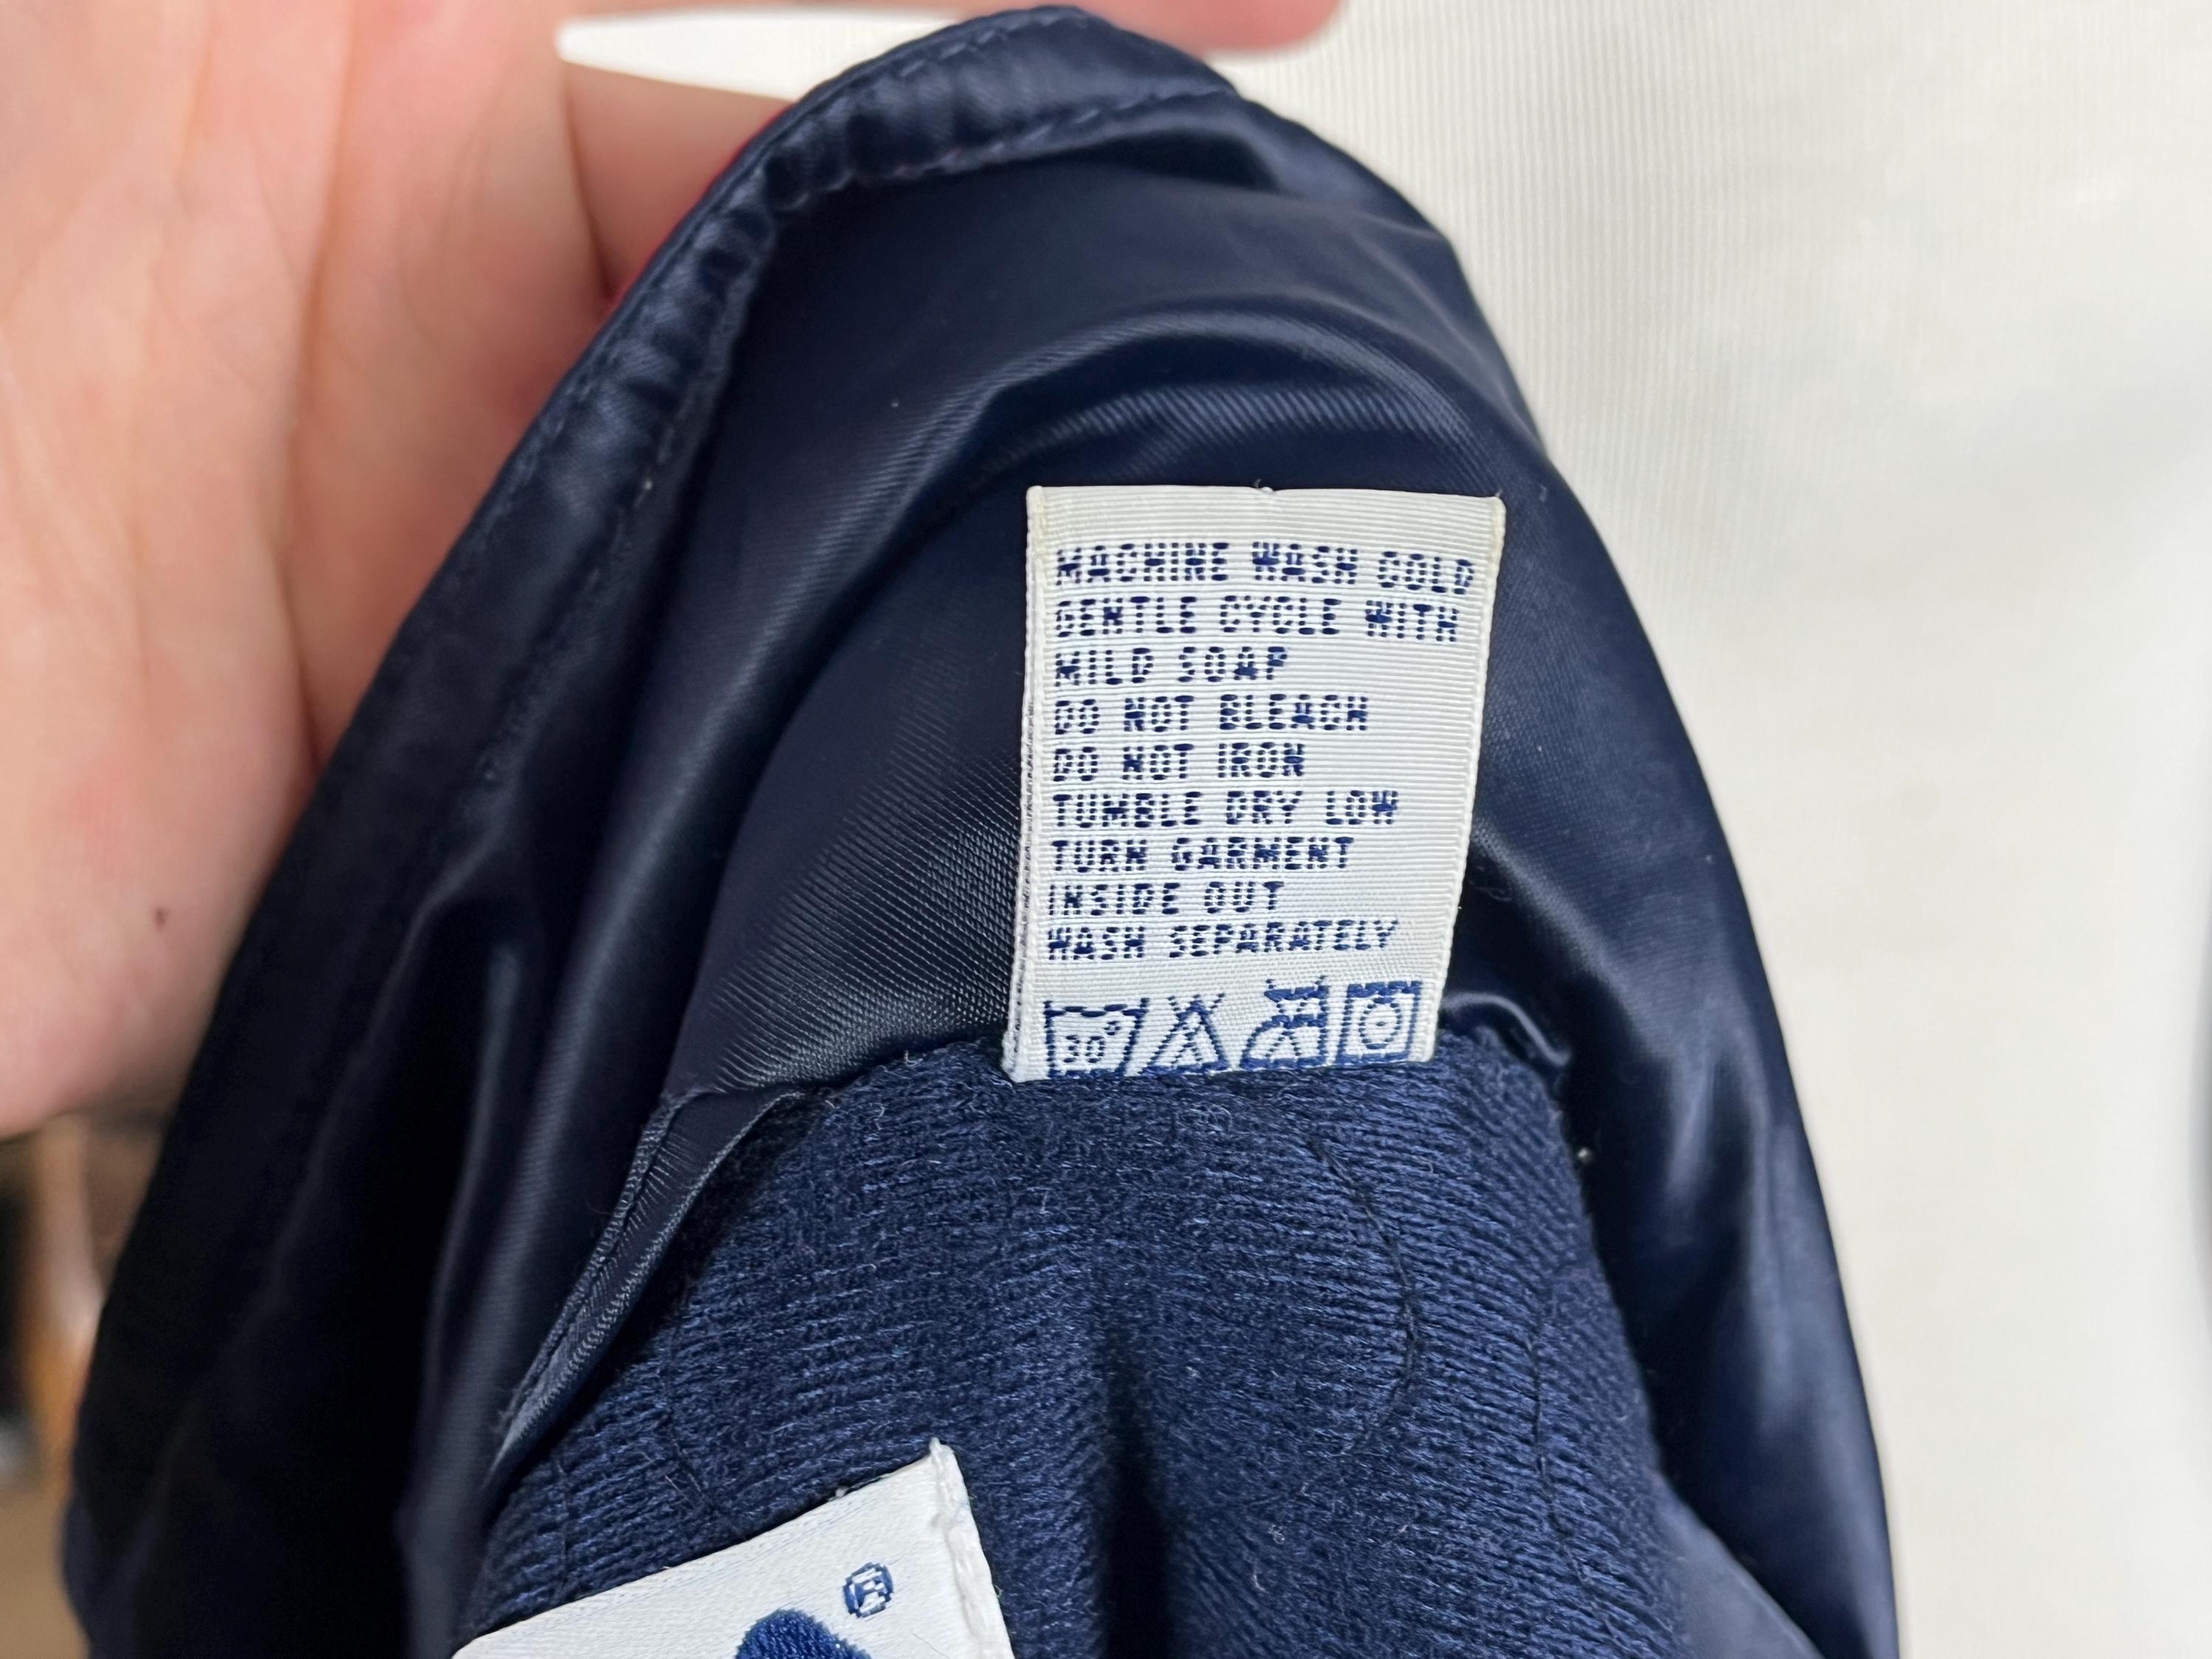 MACHINE WASH COLD
GENTLE CYCLE WITH
MILD SOAP
DO NOT BLEACH
DO NOT IRON
TUMBLE DRY LOW
TURN GARMENT
INSIDE OUT
WASH SEPARATELY
30°
®